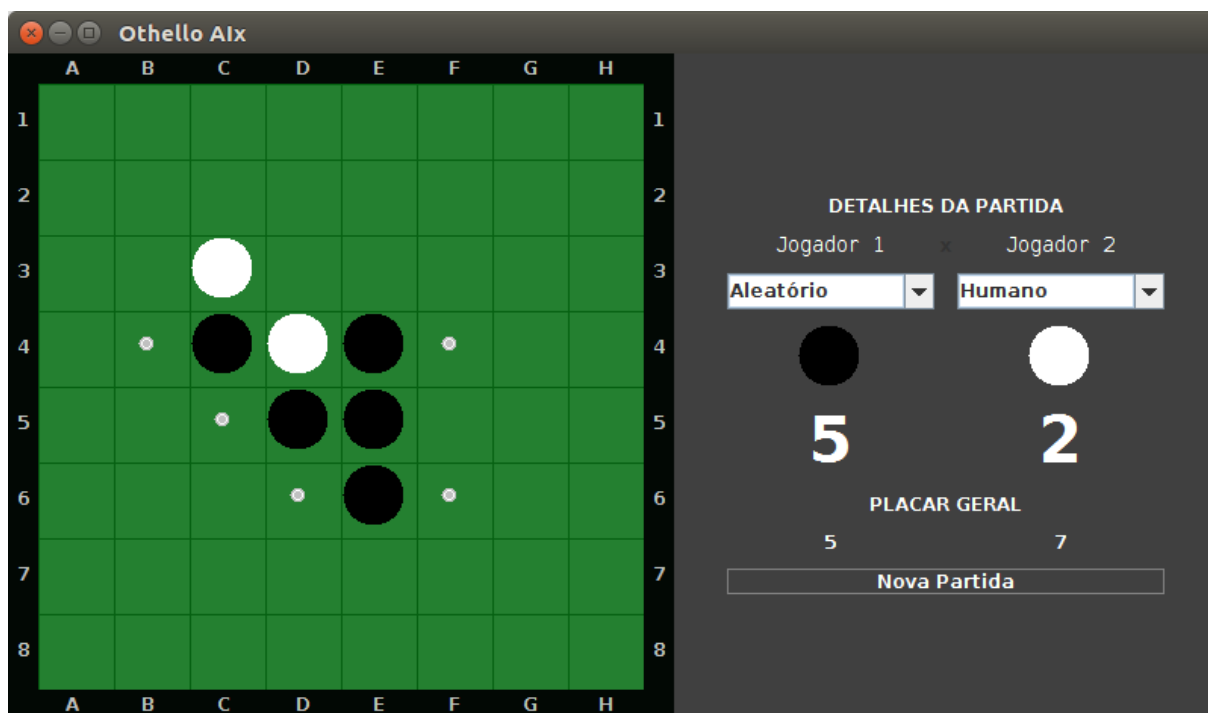 Othello AIx
A B C D E F G H
1 1
2 2
3 3
4 4
5 5
6 6
7 7
8 8
A B C D E F G H
DETALHES DA PARTIDA
Jogador 1 x Jogador 2
Aleatório Humano
5 2
PLACAR GERAL
5 7
Nova Partida